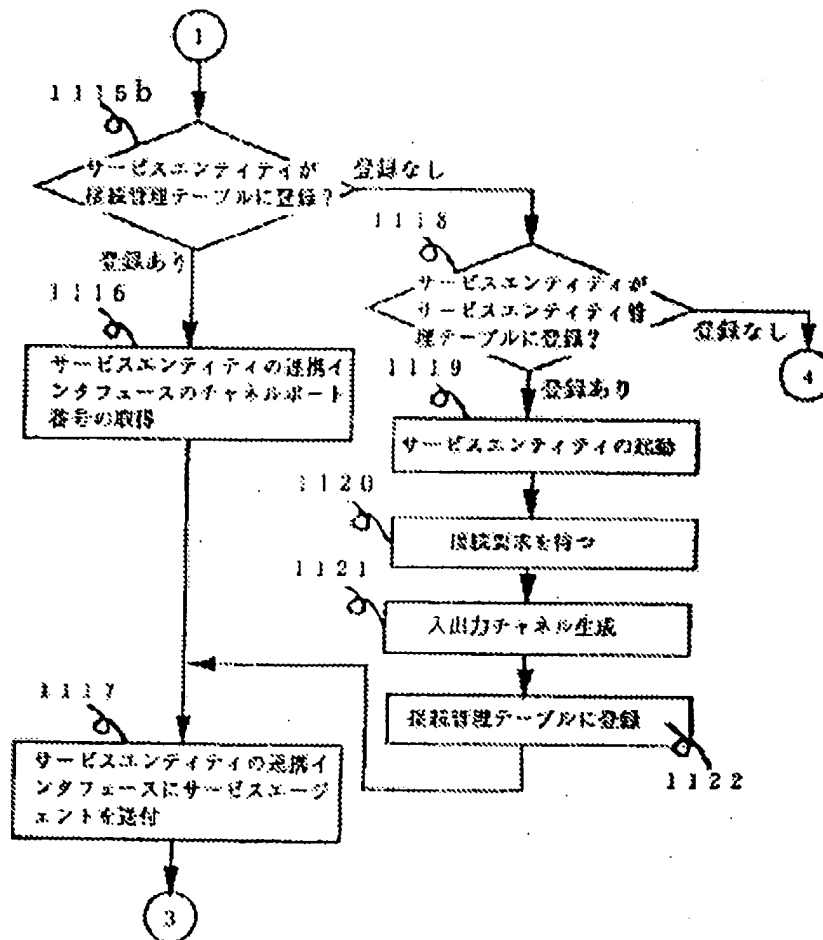 1
1115b
サービスエンティティが
接続管理テーブルに登録？
登録なし
登録あり
1118
サービスエンティティが
サービスエンティティ管
理テーブルに登録？
登録なし
4
登録あり
1116
サービスエンティティの連携イ
ンタフェースのチャネルポート
番号の取得
1119
サービスエンティティの起動
1120
接続要求を待つ
1121
入出力チャネル生成
1122
接続管理テーブルに登録
1117
サービスエンティティの連携イ
ンタフェースにサービスエージ
ェントを送付
3